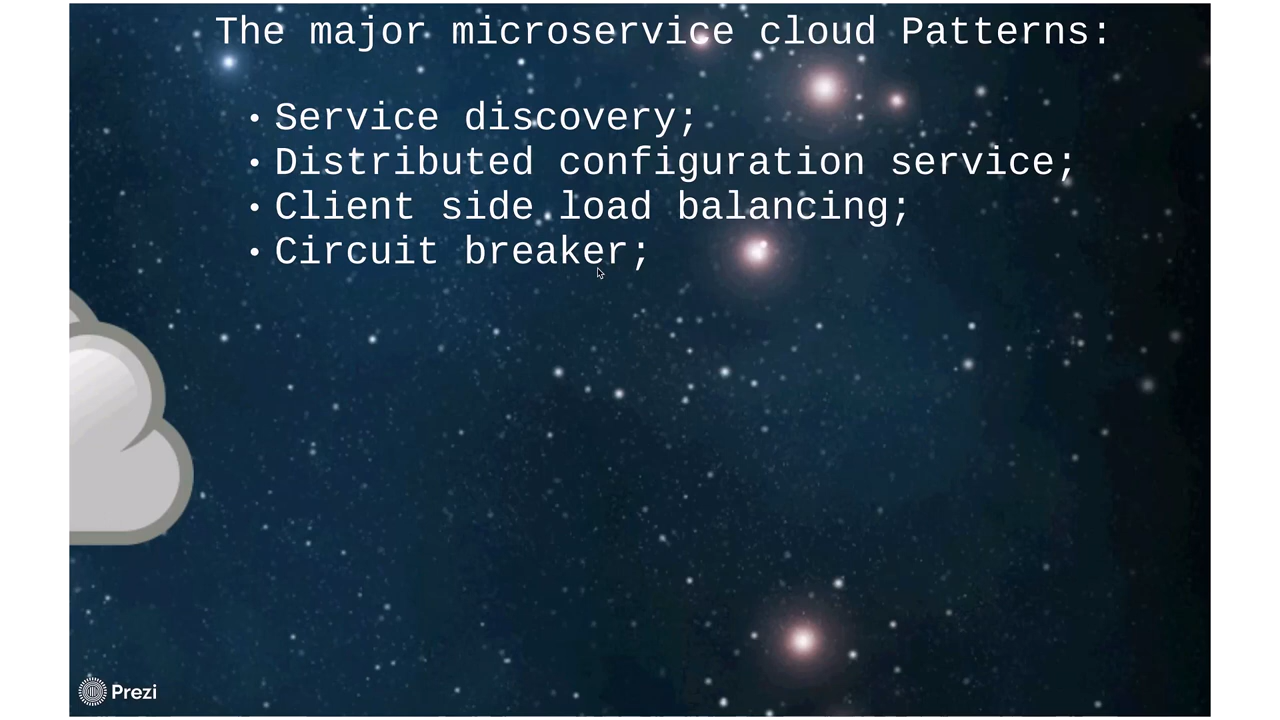 The major microservice cloud Patterns:
• Service discovery;
• Distributed configuration service;
• Client side load balancing;
• Circuit breaker;
Prezi